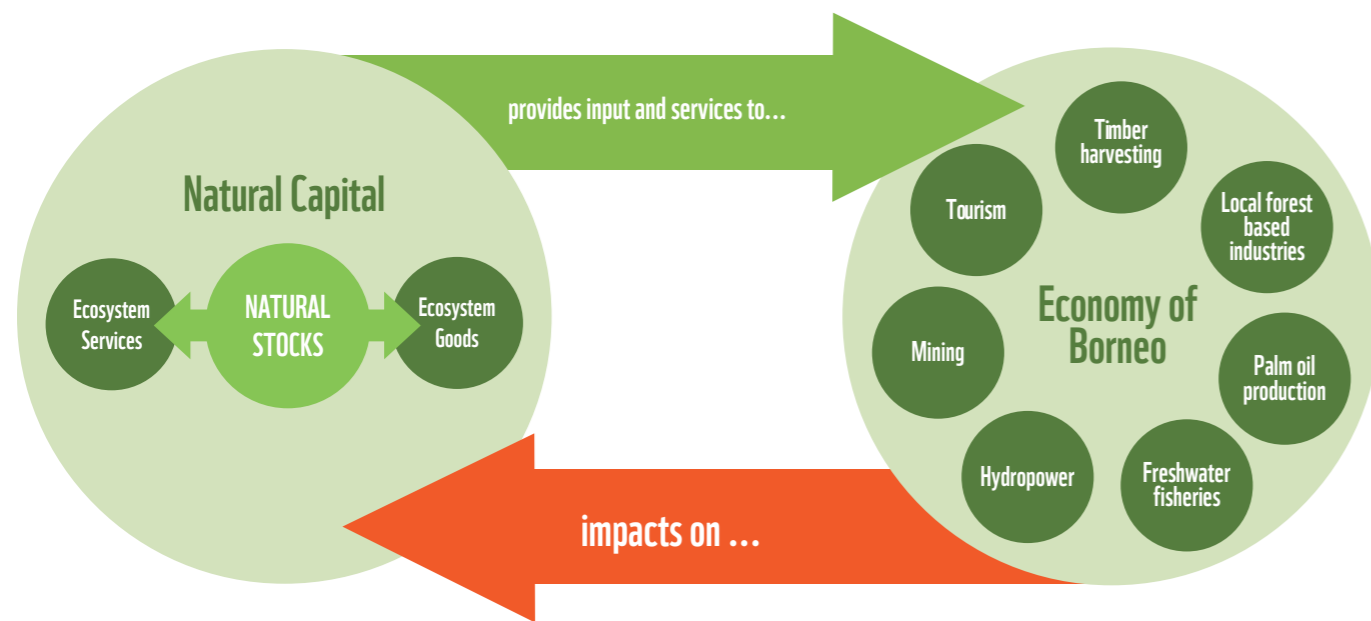 provides input and services to...
Natural Capital
Ecosystem
Services
NATURAL
STOCKS
Ecosystem
Goods
Economy of
Borneo
Timber
harvesting
Local forest
based
industries
Palm oil
production
Freshwater
fisheries
Hydropower
Mining
Tourism
impacts on ...